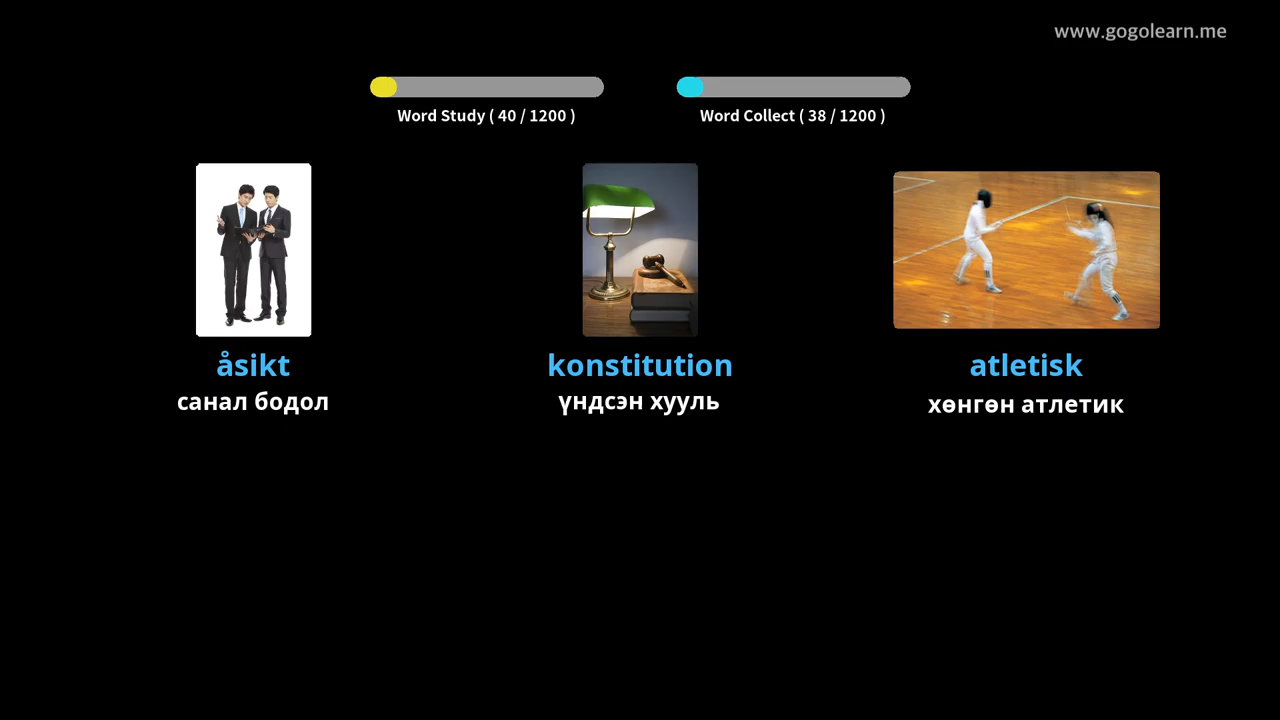 www.gogolearn.me
Word Study ( 40 / 1200 )
Word Collect ( 38 / 1200 )
åsikt
санал бодол
konstitution
үндсэн хууль
atletisk
хөнгөн атлетик